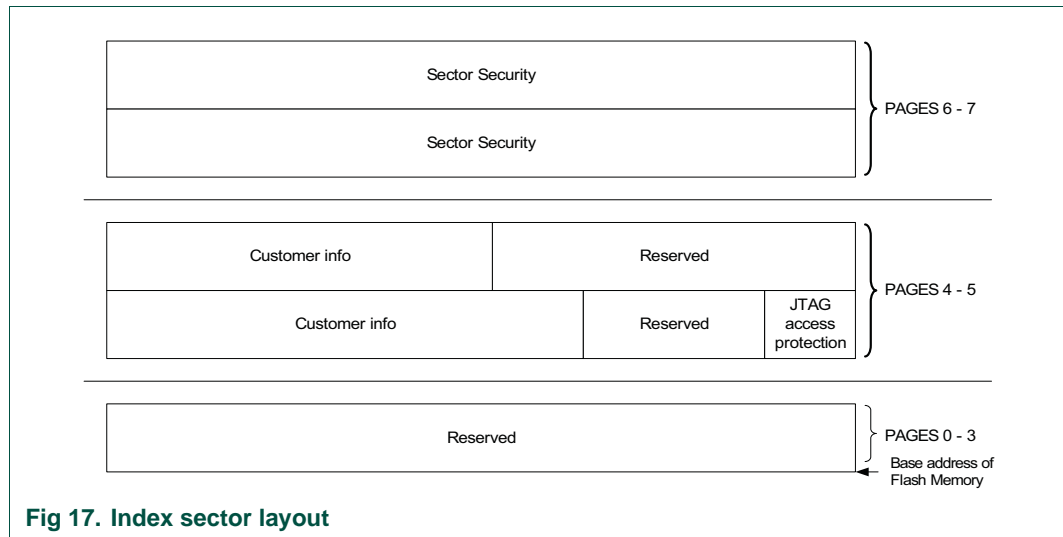 Sector Security
Sector Security
PAGES 6 - 7
Customer info
Reserved
Customer info
Reserved
JTAG
access
protection
PAGES 4 - 5
Reserved
PAGES 0 - 3
Base address of
Flash Memory
Fig 17. Index sector layout